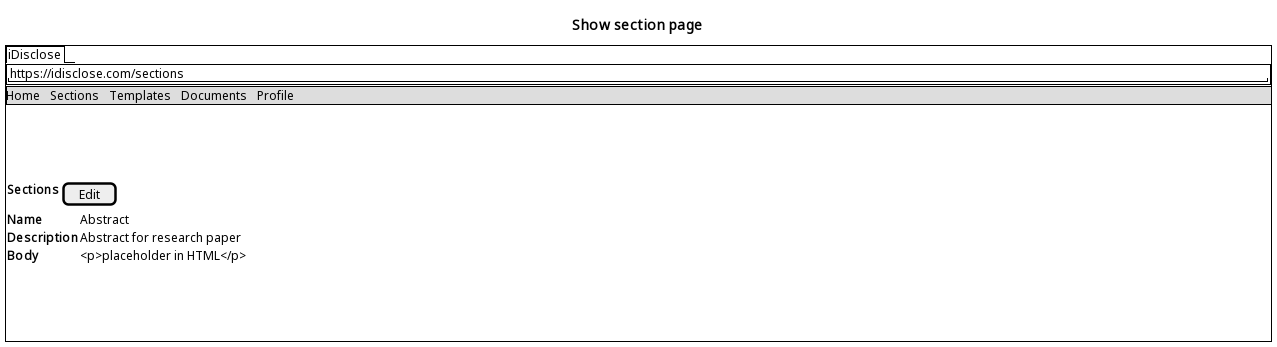 Show section page
iDisclose
https://idisclose.com/sections
Home Sections Templates Documents Profile
Sections Edit
Name Abstract
Description Abstract for research paper
Body <p>placeholder in HTML</p>